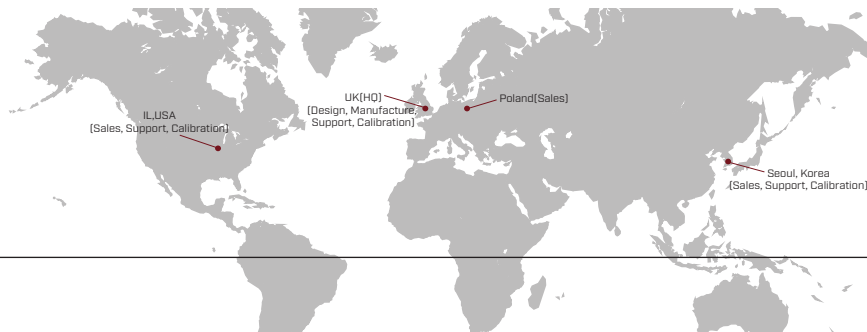 IL,USA
(Sales, Support, Calibration)
UK(HQ)
(Design, Manufacture,
Support, Calibration)
Poland(Sales)
Seoul, Korea
(Sales, Support, Calibration)